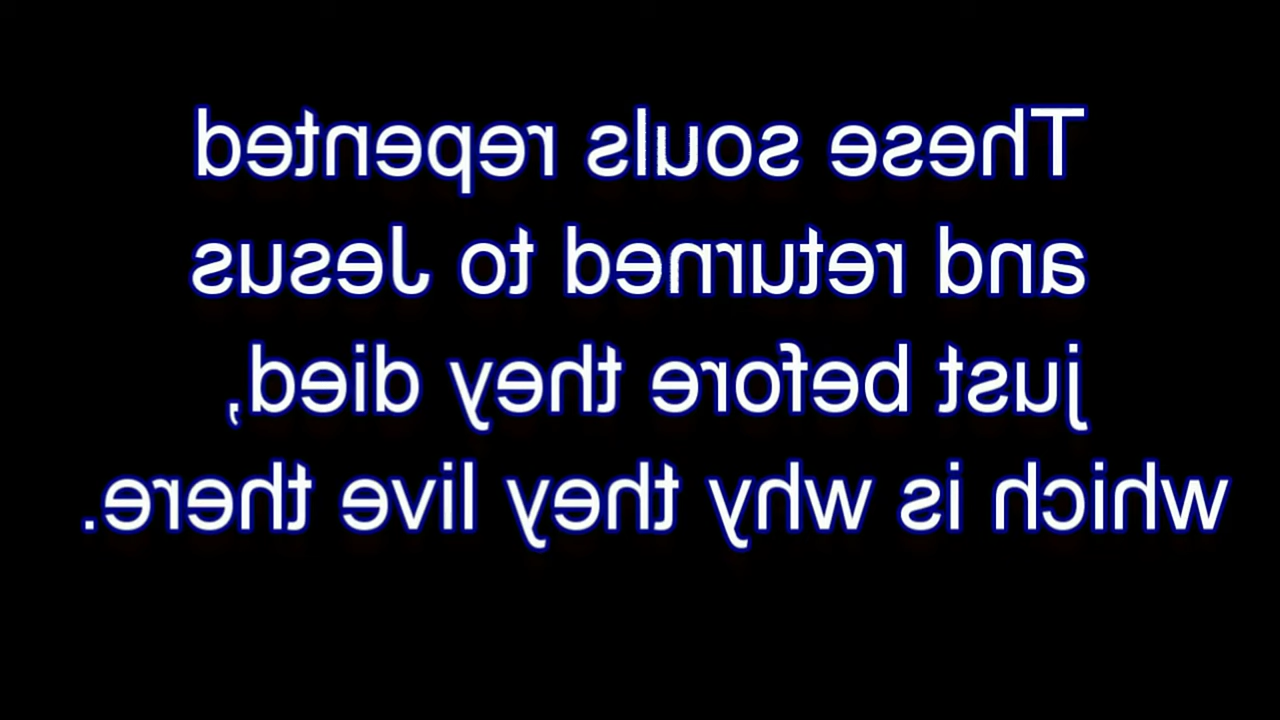 These souls repented
and returned to Jesus
just before they died,
which is why they live there.